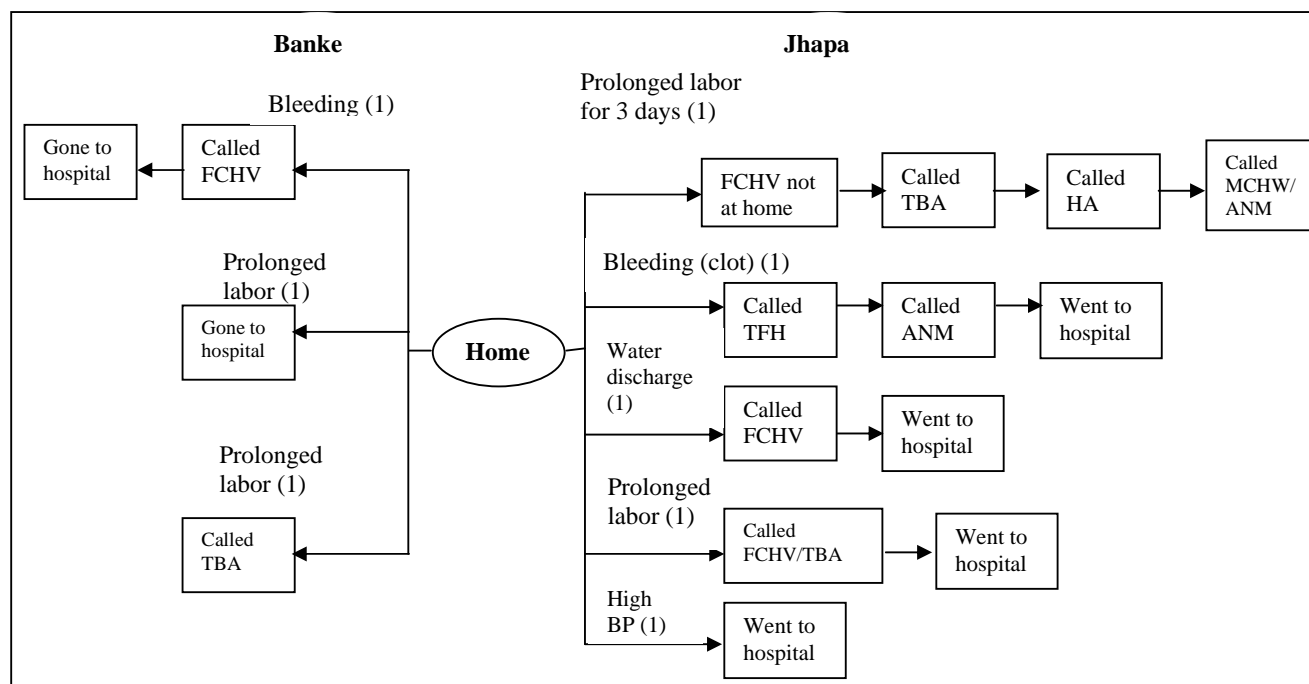 Banke
Jhapa
Bleeding (1)
Gone to
hospital
Called
FCHV
Prolonged
labor (1)
Gone to
hospital
Prolonged
labor (1)
Called
TBA
Home
Prolonged labor
for 3 days (1)
FCHV not
at home
Called
TBA
Called
HA
Called
MCHW/
ANM
Bleeding (clot) (1)
Called
TFH
Called
ANM
Went to
hospital
Water
discharge
(1)
Called
FCHV
Went to
hospital
Prolonged
labor (1)
Called
FCHV/TBA
Went to
hospital
High
BP (1)
Went to
hospital